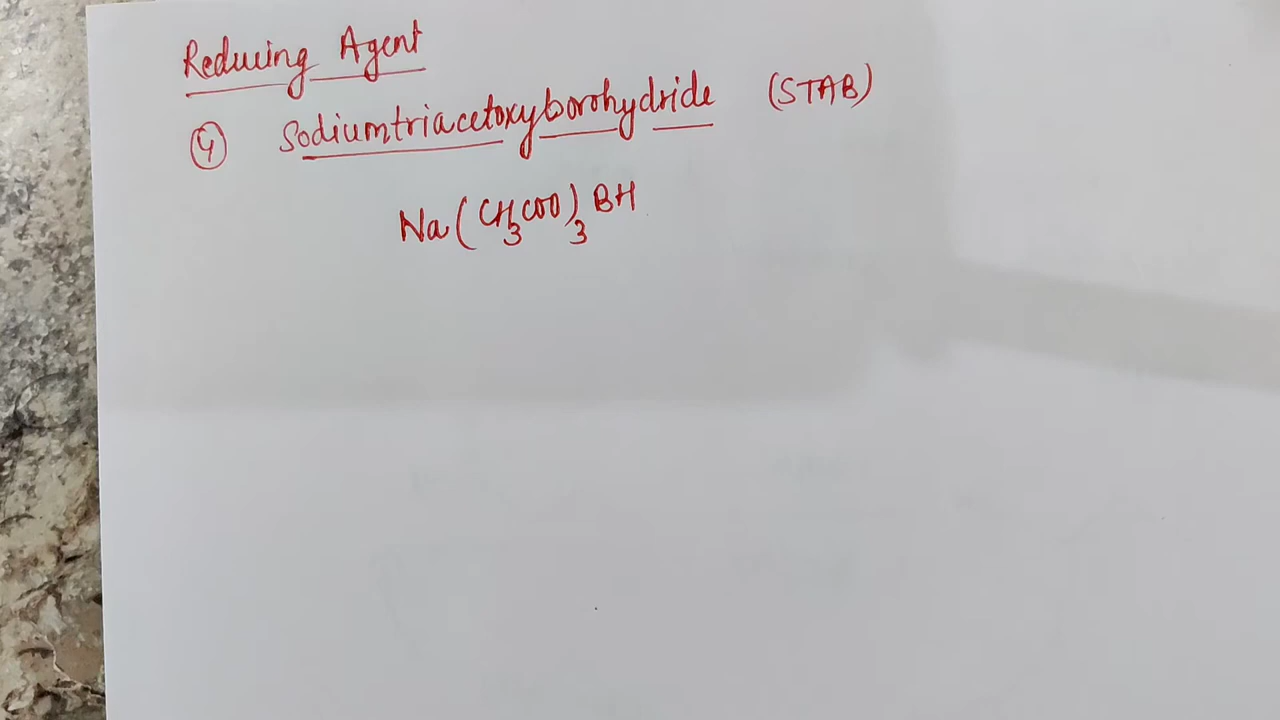 Reducing Agent
④ Sodiumtriacetoxyborohydride (STAB)
Na(CH₃COO)₃BH